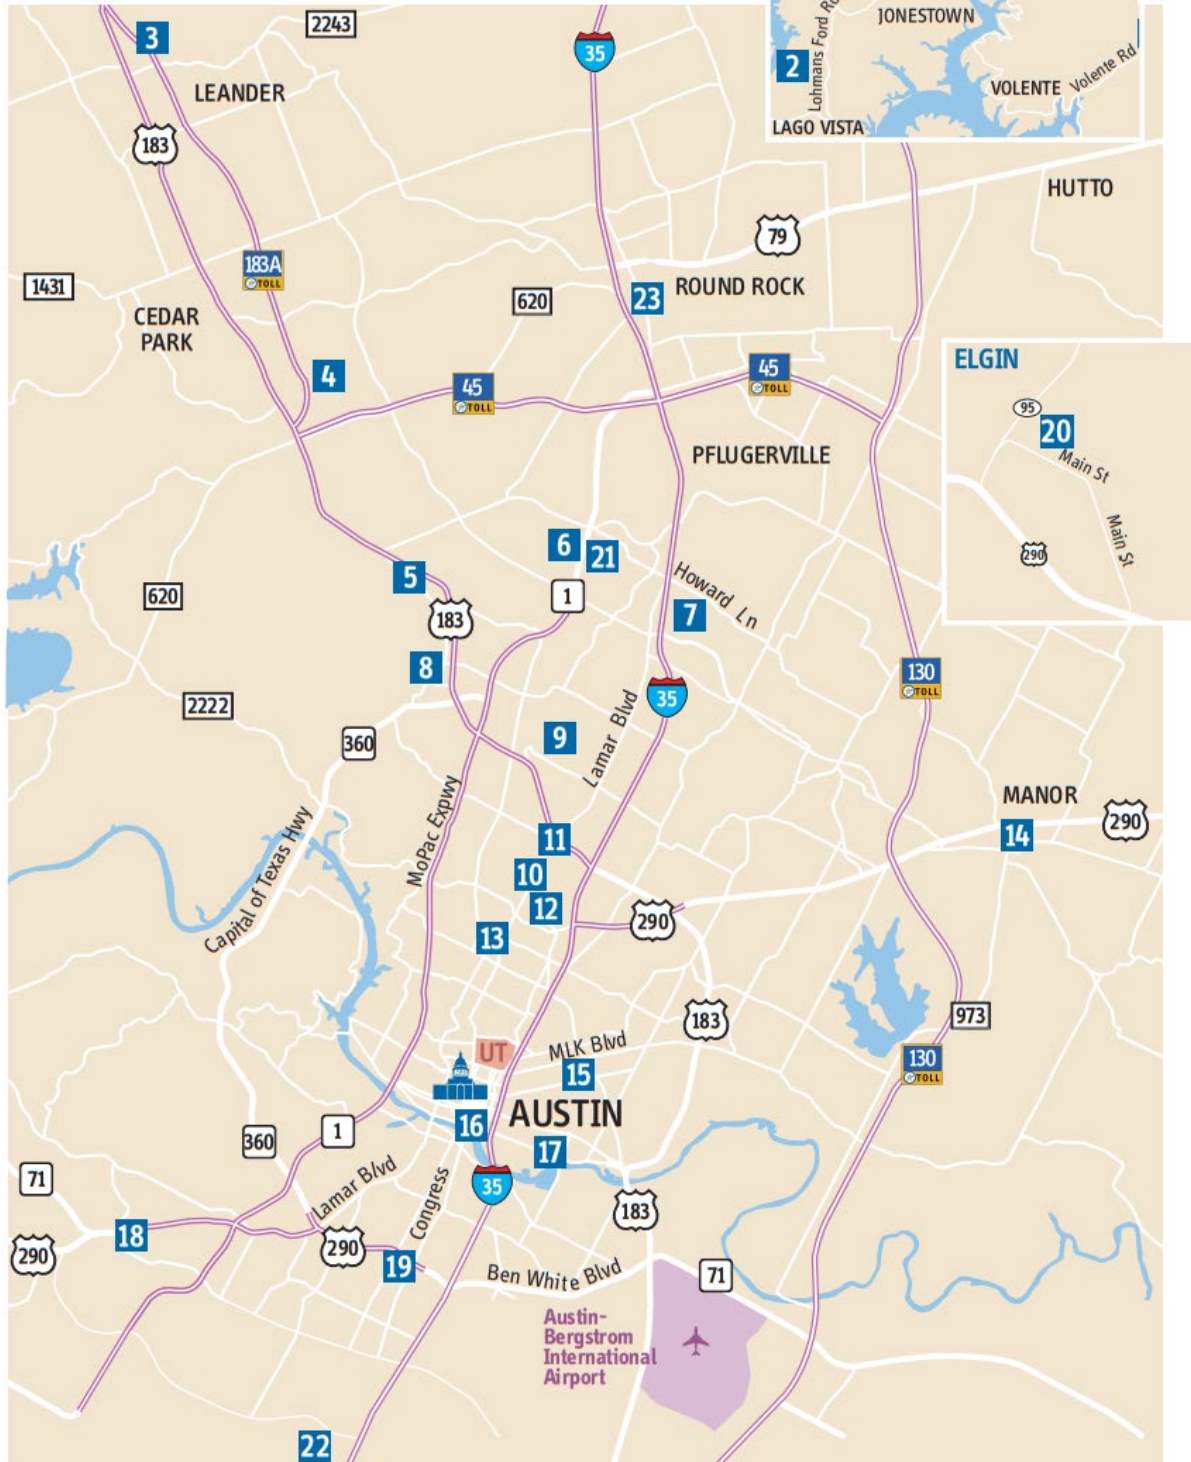 3
2243
35
JONESTOWN
Lohmans Ford
2
VOLENTE
Volente Rd
LAGO VISTA
LEANDER
183
HUTTO
79
183A
TOLL
1431
620
23
ROUND ROCK
CEDAR
PARK
4
45
TOLL
45
TOLL
ELGIN
95
20
Main St
Main St
290
PFLUGERVILLE
6
21
5
620
183
1
Howard Ln
7
8
130
TOLL
35
2222
360
9
Lamar Blvd
MoPac Expwy
MANOR
14
290
Capital of Texas Hwy
11
10
12
290
13
973
183
UT
MLK Blvd
130
TOLL
15
AUSTIN
16
1
360
17
71
Lamar Blvd
Congress
35
183
18
290
290
19
Ben White Blvd
71
Austin-
Bergstrom
International
Airport
22